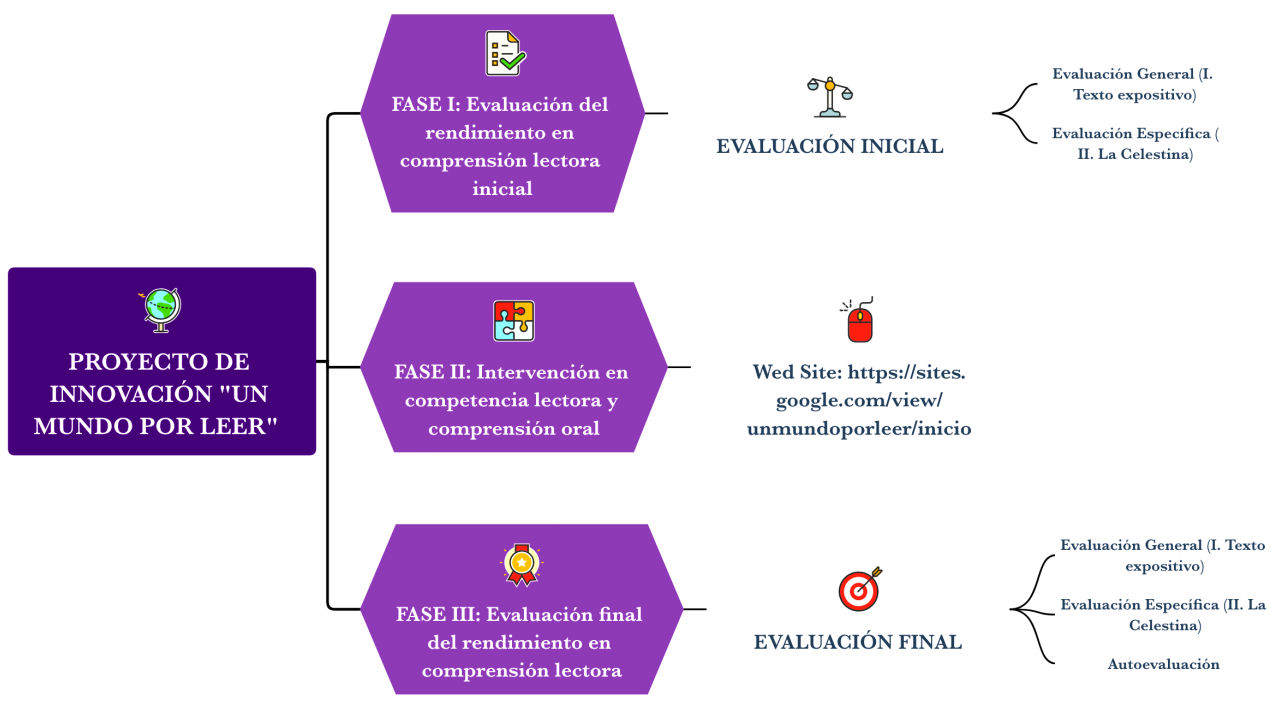 PROYECTO DE
INNOVACIÓN "UN
MUNDO POR LEER"
FASE I: Evaluación del
rendimiento en
comprensión lectora
inicial
EVALUACIÓN INICIAL
Evaluación General (I.
Texto expositivo)
Evaluación Específica (
II. La Celestina)
FASE II: Intervención en
competencia lectora y
comprensión oral
Wed Site: https://sites.
google.com/view/
unmundoporleer/inicio
FASE III: Evaluación final
del rendimiento en
comprensión lectora
EVALUACIÓN FINAL
Evaluación General (I. Texto
expositivo)
Evaluación Específica (II. La
Celestina)
Autoevaluación